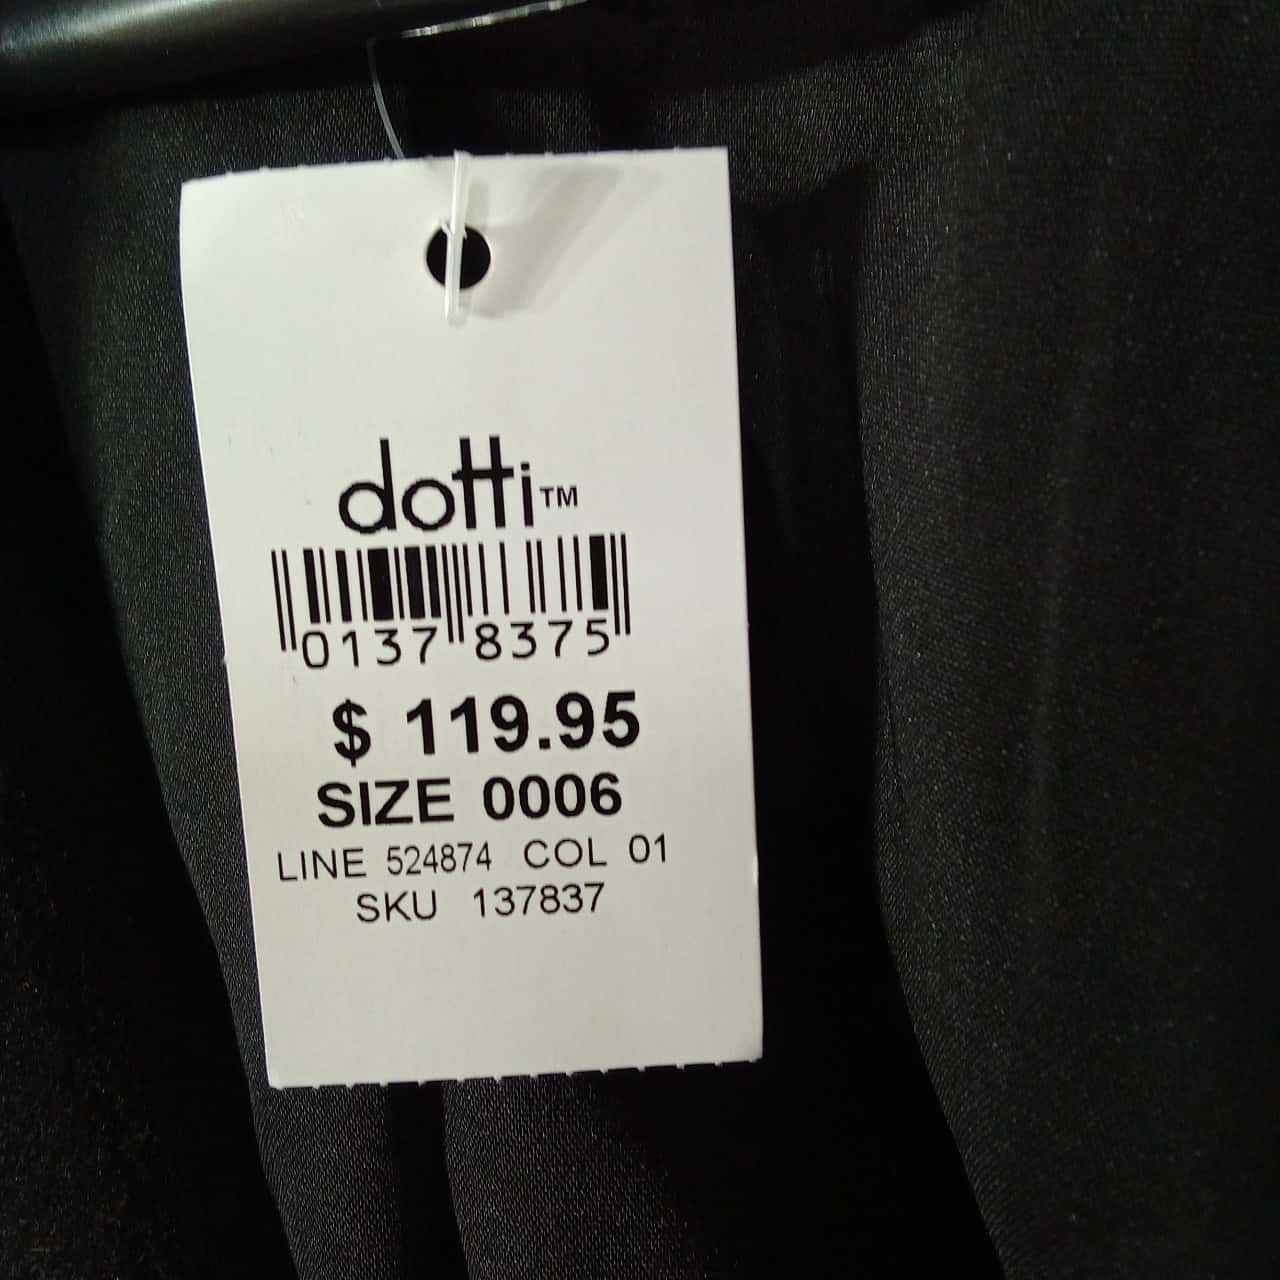 dotti™
0137 8375
$ 119.95
SIZE 0006
LINE 524874 COL 01
SKU 137837